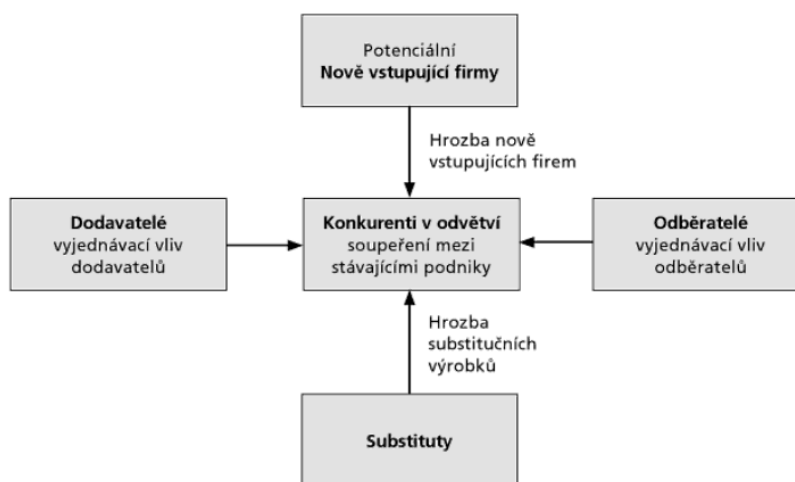 Potenciální
Nově vstupující firmy
Hrozba nově
vstupujících firem
Dodavatelé
vyjednávací vliv
dodavatelů
Konkurenti v odvětví
soupeření mezi
stávajícími podniky
Odběratelé
vyjednávací vliv
odběratelů
Hrozba
substitučních
výrobků
Substituty